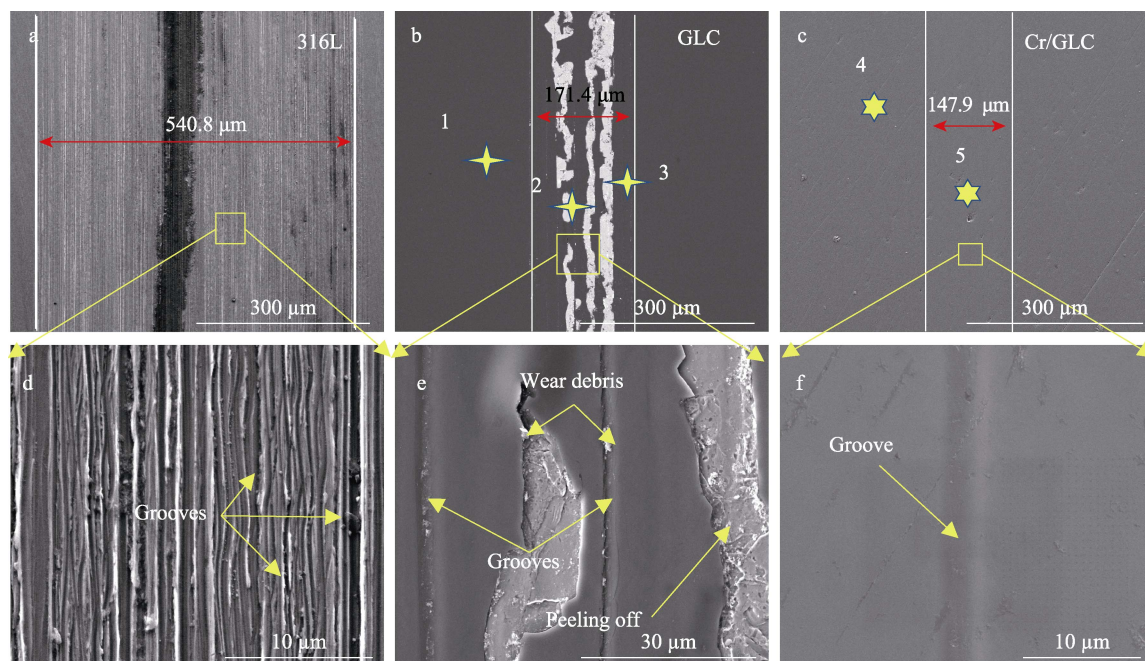 a
316L
540.8 μm
300 μm
b
GLC
171.4 μm
1
2
3
300 μm
c
Cr/GLC
4
147.9 μm
5
300 μm
d
Grooves
10 μm
e
Wear debris
Grooves
Peeling off
30 μm
f
Groove
10 μm